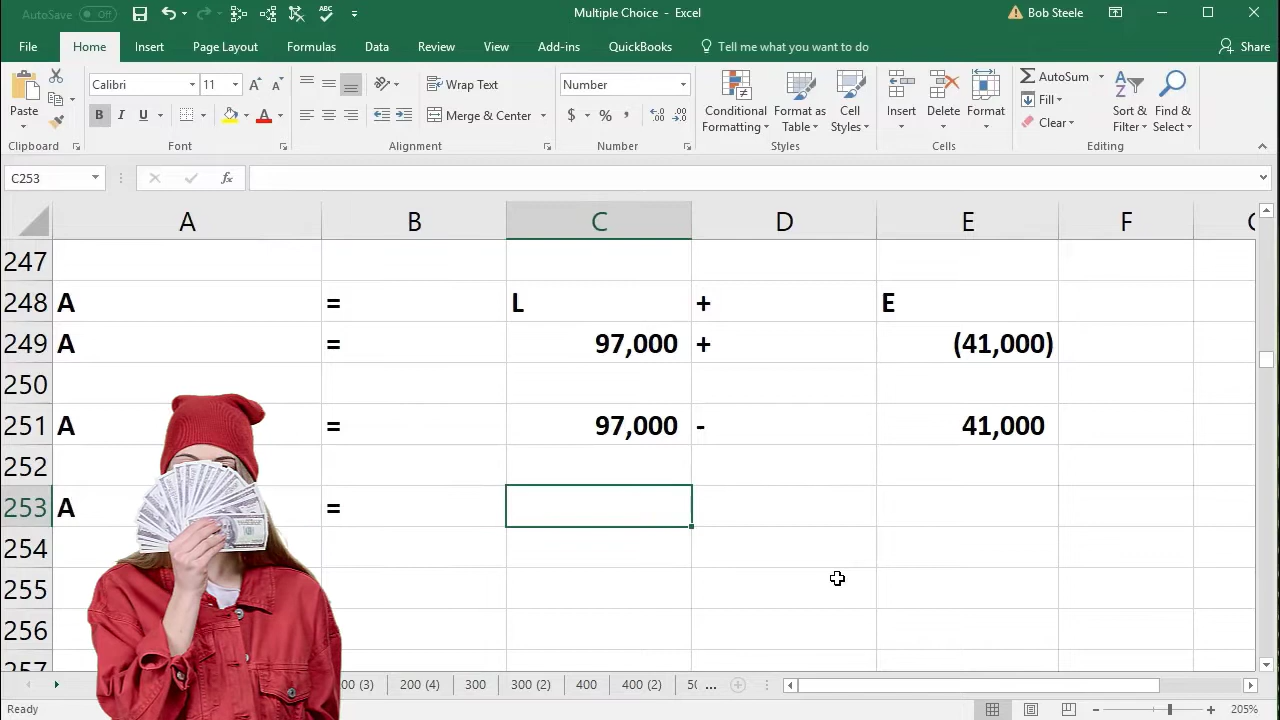 AutoSave Off
Multiple Choice - Excel
Bob Steele
File Home Insert Page Layout Formulas Data Review View Add-ins QuickBooks Tell me what you want to do Share
Paste
Calibri 11
Wrap Text
Number
Conditional Formatting
Format as Table
Cell Styles
Insert Delete Format
AutoSum
Fill
Clear
Sort & Filter
Find & Select
B I U
Merge & Center
$ % ,
Clipboard Font Alignment Number Styles Cells Editing
C253 fx
A B C D E F
247
248 A = L + E
249 A = 97,000 + (41,000)
250
251 A = 97,000 - 41,000
252
253 A =
254
255
256
257
200 (4) 300 300 (2) 400 400 (2) ...
Ready 205%